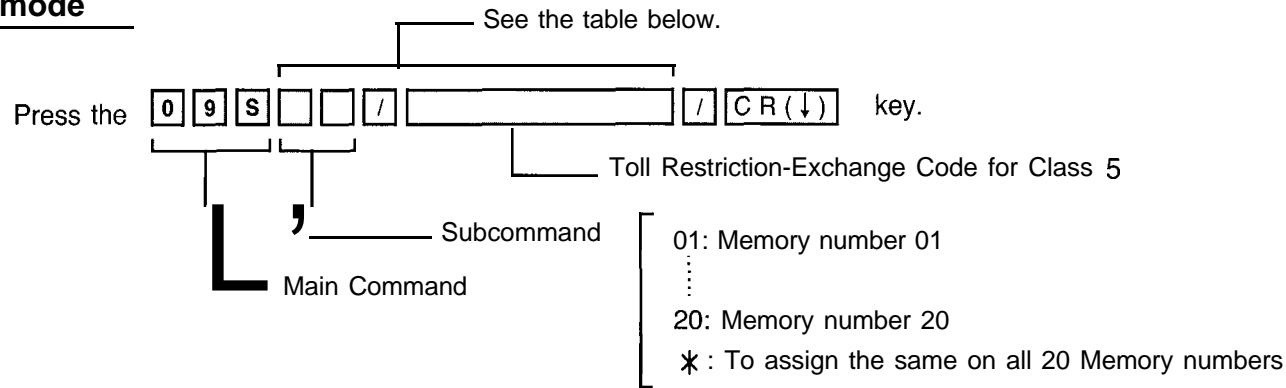 mode
See the table below.
Press the 0 9 S / / C R (↓) key.
Toll Restriction-Exchange Code for Class 5
Subcommand
Main Command
01: Memory number 01
20: Memory number 20
* : To assign the same on all 20 Memory numbers